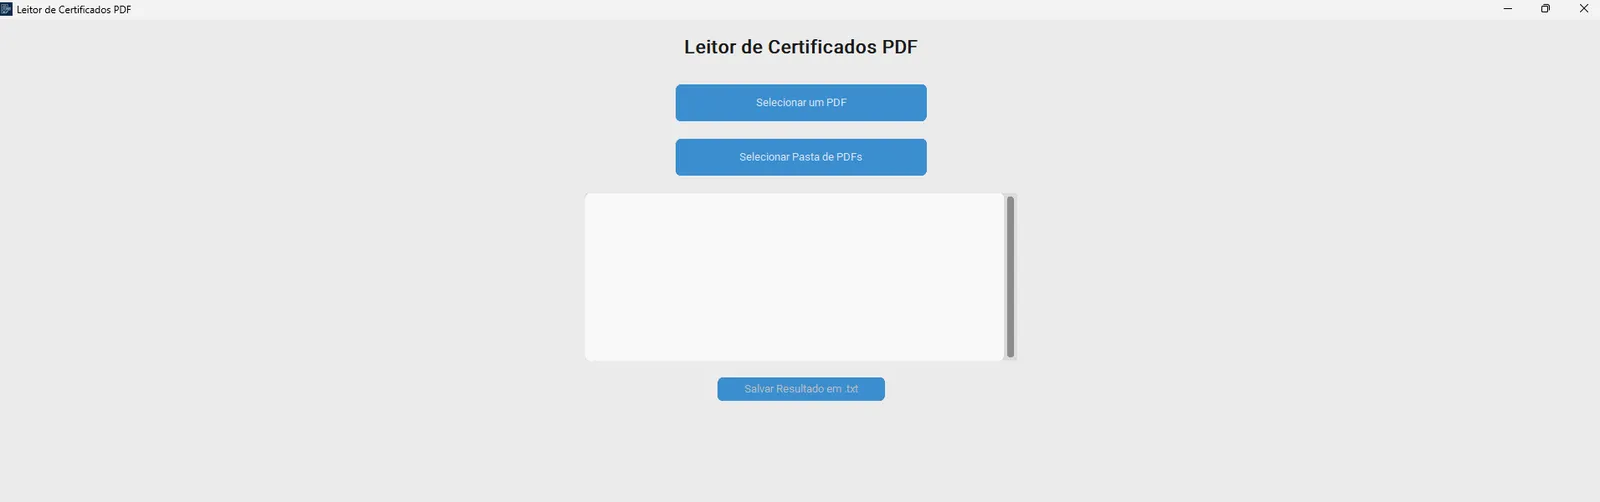 Leitor de Certificados PDF
Leitor de Certificados PDF
Selecionar um PDF
Selecionar Pasta de PDFs
Salvar Resultado em .txt